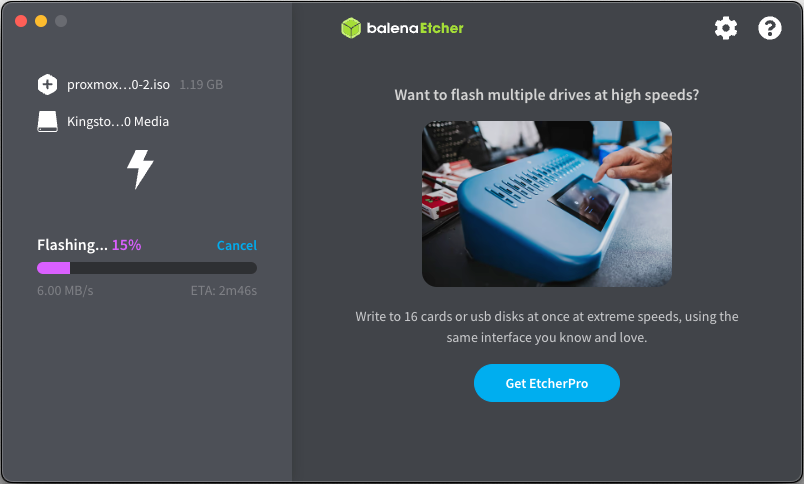 balenaEtcher
proxmox...0-2.iso 1.19 GB
Kingsto...0 Media
Flashing... 15% Cancel
6.00 MB/s ETA: 2m46s
Want to flash multiple drives at high speeds?
Write to 16 cards or usb disks at once at extreme speeds, using the
same interface you know and love.
Get EtcherPro